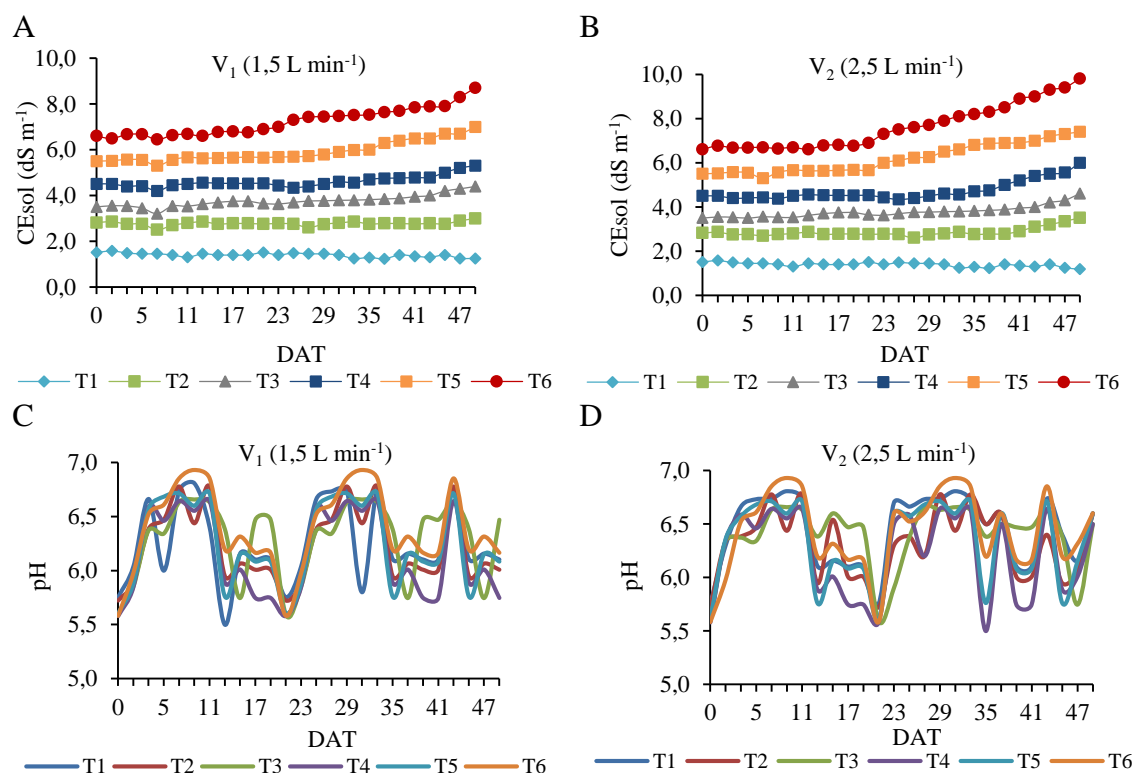 A
V₁ (1,5 L min⁻¹)
CEsol (dS m⁻¹)
10,0
8,0
6,0
4,0
2,0
0,0
0 5 11 17 23 29 35 41 47
DAT
T1 T2 T3 T4 T5 T6
B
V₂ (2,5 L min⁻¹)
CEsol (dS m⁻¹)
10,0
8,0
6,0
4,0
2,0
0,0
0 5 11 17 23 29 35 41 47
DAT
T1 T2 T3 T4 T5 T6
C
V₁ (1,5 L min⁻¹)
pH
7,0
6,5
6,0
5,5
5,0
0 5 11 17 23 29 35 41 47
DAT
T1 T2 T3 T4 T5 T6
D
V₂ (2,5 L min⁻¹)
pH
7,0
6,5
6,0
5,5
5,0
0 5 11 17 23 29 35 41 47
DAT
T1 T2 T3 T4 T5 T6